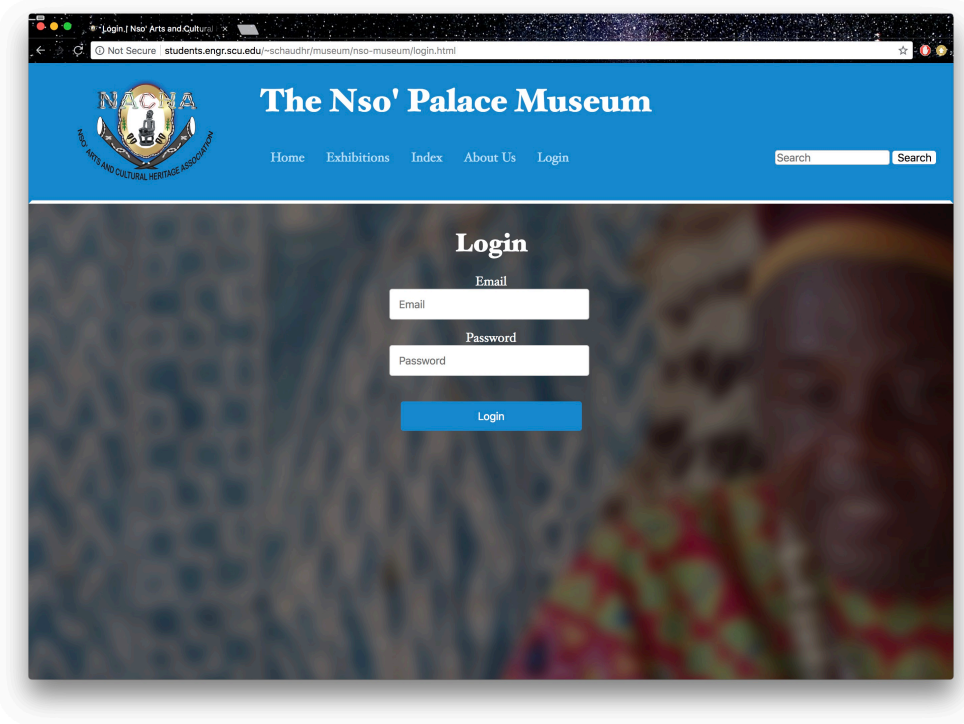 Login | Nso' Arts and Cultural
Not Secure students.engr.scu.edu/~schaudhr/museum/nso-museum/login.html
NACNA
NSO' ARTS AND CULTURAL HERITAGE ASSOCIATION
The Nso' Palace Museum
Home Exhibitions Index About Us Login
Search Search
Login
Email
Email
Password
Password
Login